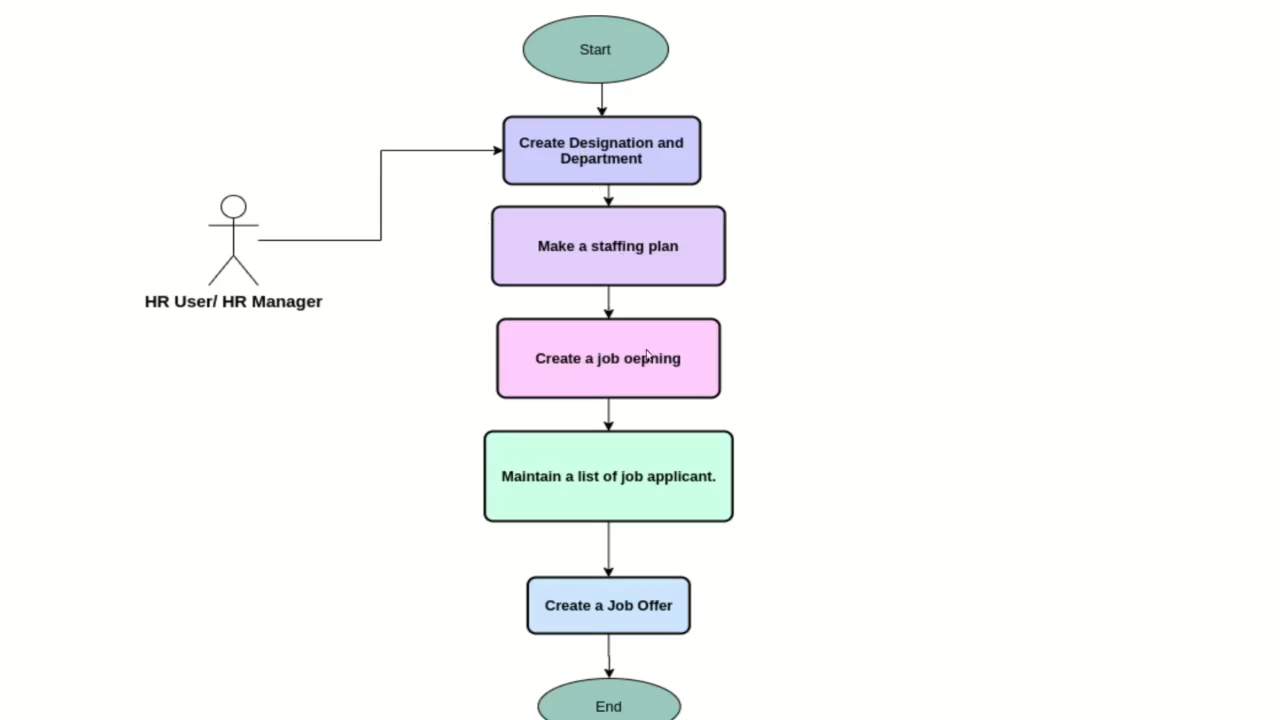 Start
Create Designation and
Department
Make a staffing plan
HR User/ HR Manager
Create a job oepning
Maintain a list of job applicant.
Create a Job Offer
End